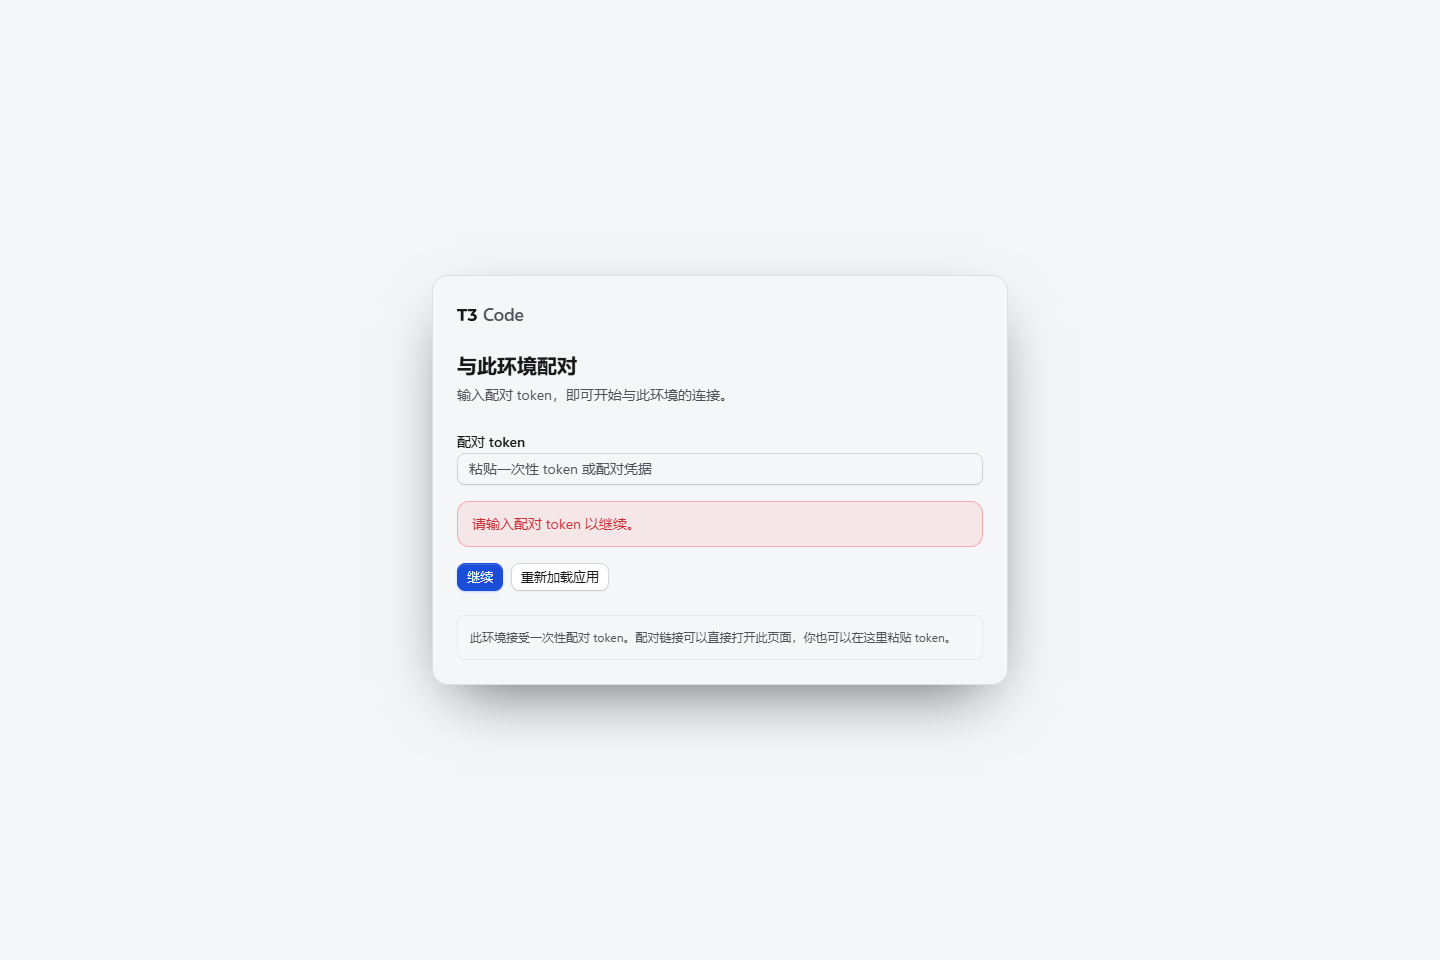 T3 Code
与此环境配对
输入配对 token，即可开始与此环境的连接。
配对 token
粘贴一次性 token 或配对凭据
请输入配对 token 以继续。
继续
重新加载应用
此环境接受一次性配对 token。配对链接可以直接打开此页面，你也可以在这里粘贴 token。